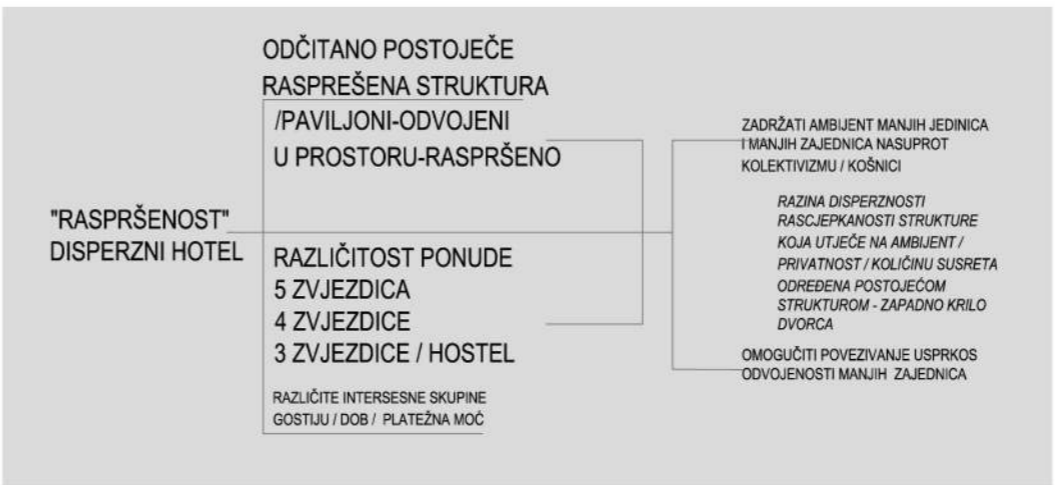 "RASPRŠENOST"
DISPERZNI HOTEL
ODČITANO POSTOJEČE
RASPREŠENA STRUKTURA
/PAVILJONI-ODVOJENI
U PROSTORU-RASPRŠENO
RAZLIČITOST PONUDE
5 ZVJEZDICA
4 ZVJEZDICE
3 ZVJEZDICE / HOSTEL
RAZLIČITE INTERSESNE SKUPINE
GOSTIJU / DOB / PLATEŽNA MOĆ
ZADRŽATI AMBIJENT MANJIH JEDINICA
I MANJIH ZAJEDNICA NASUPROT
KOLEKTIVIZMU / KOŠNICI
RAZINA DISPERZNOSTI
RASCJEPKANOSTI STRUKTURE
KOJA UTJEČE NA AMBIJENT /
PRIVATNOST / KOLIČINU SUSRETA
ODREĐENA POSTOJEĆOM
STRUKTUROM - ZAPADNO KRILO
DVORCA
OMOGUČITI POVEZIVANJE USPRKOS
ODVOJENOSTI MANJIH ZAJEDNICA